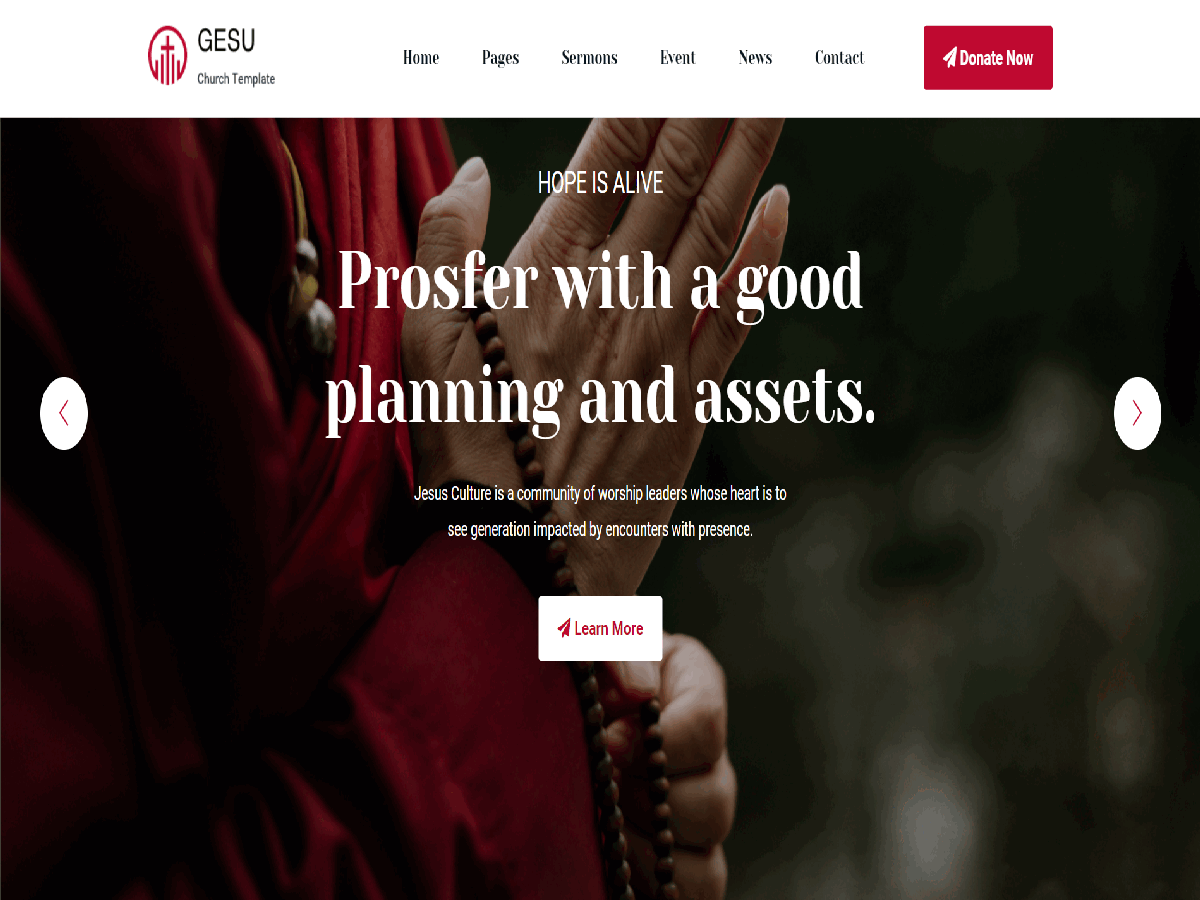 GESU
Church Template
Home
Pages
Sermons
Event
News
Contact
Donate Now
HOPE IS ALIVE
Prosfer with a good
planning and assets.
Jesus Culture is a community of worship leaders whose heart is to
see generation impacted by encounters with presence.
Learn More